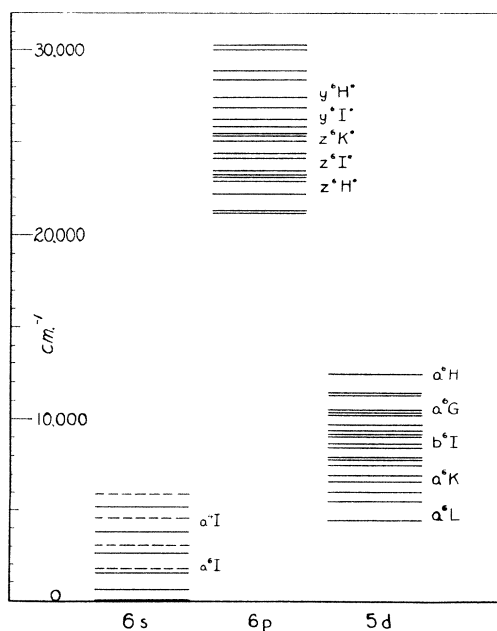 30,000
y⁶H°
y⁶I°
z⁶K°
z⁶I°
z⁶H°
20,000
cm.⁻¹
a⁶H
10,000
a⁶G
b⁶I
a⁶K
a⁶L
a⁴I
a⁶I
0
6s 6p 5d